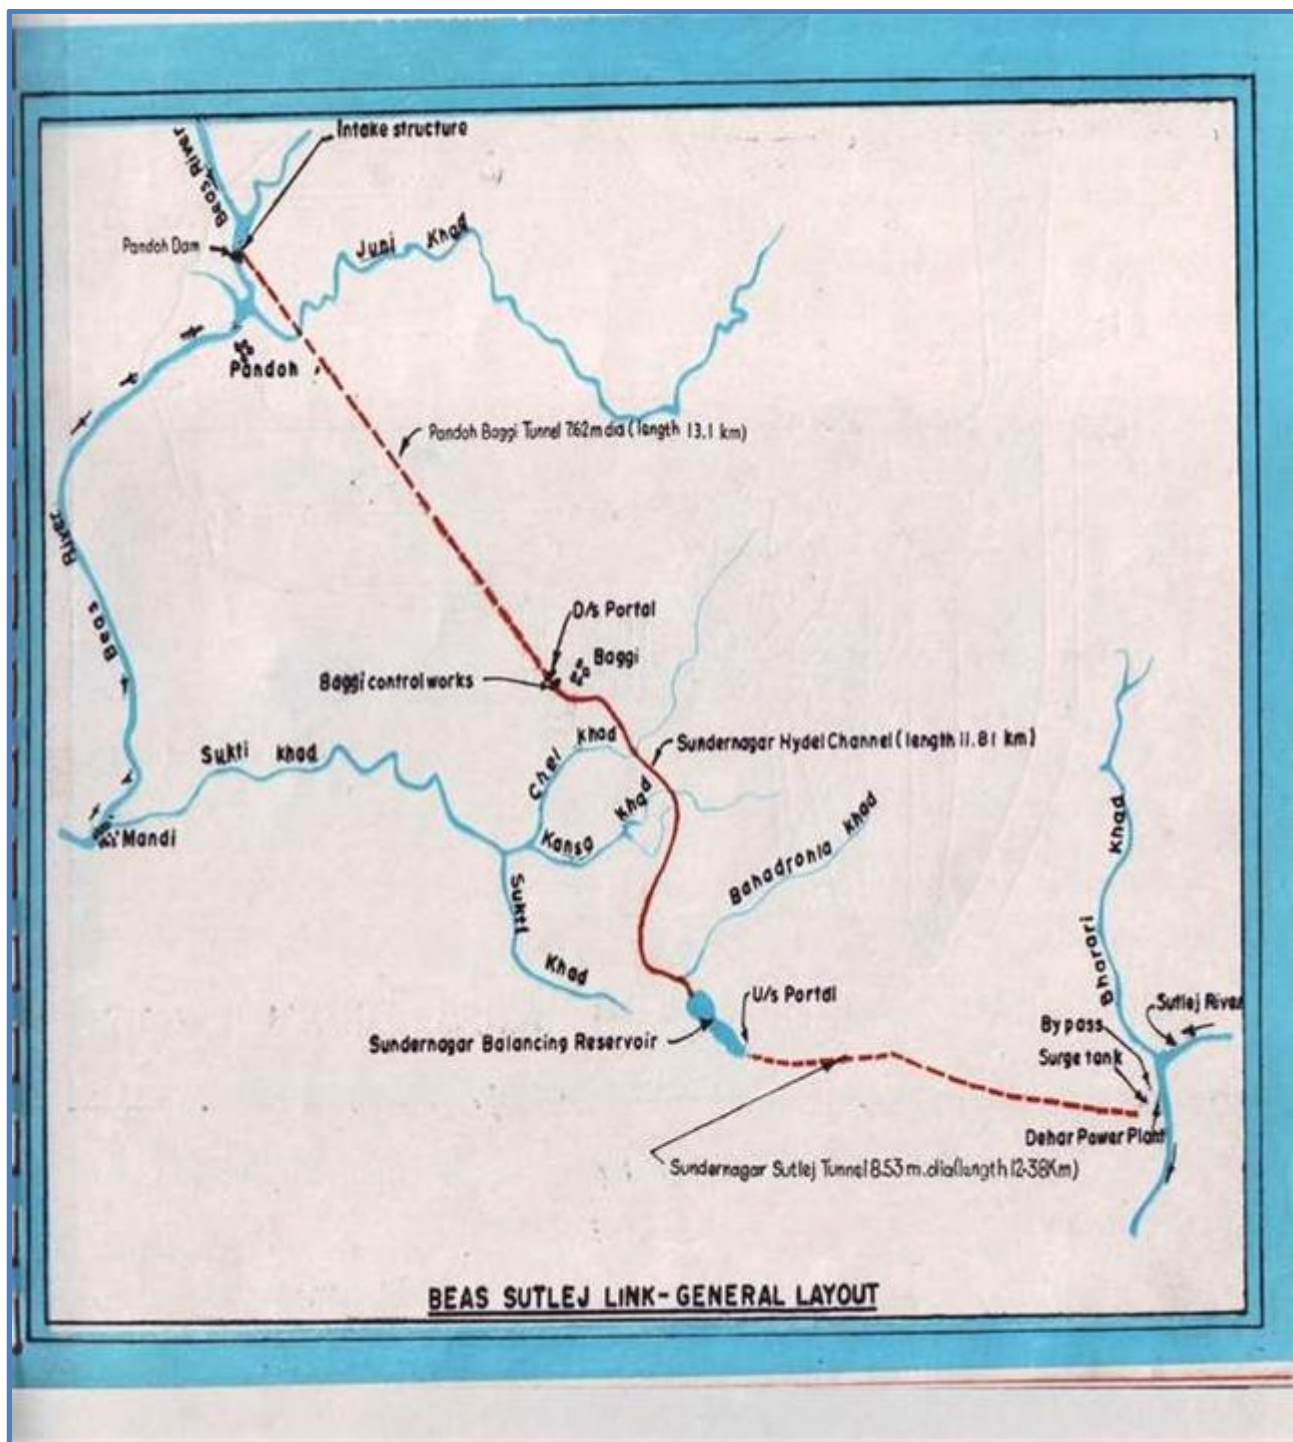 Intake structure
Beas River
Pandoh Dam
Juni Khad
Pandoh
Pandoh Baggi Tunnel 7.62m dia (length 13.1 km)
Beas River
D/s Portal
Baggi
Baggi control works
Sukti Khad
Chel Khad
Sundernagar Hydel Channel (length 11.81 km)
Kansa Khad
Mandi
Bahadronla Khad
Sukti Khad
Bharari Khad
U/s Portal
Sutlej River
By pass
Sundernagar Balancing Reservoir
Surge tank
Dehar Power Plant
Sundernagar Sutlej Tunnel 8.53 m. dia (length 12.38Km)
BEAS SUTLEJ LINK-GENERAL LAYOUT